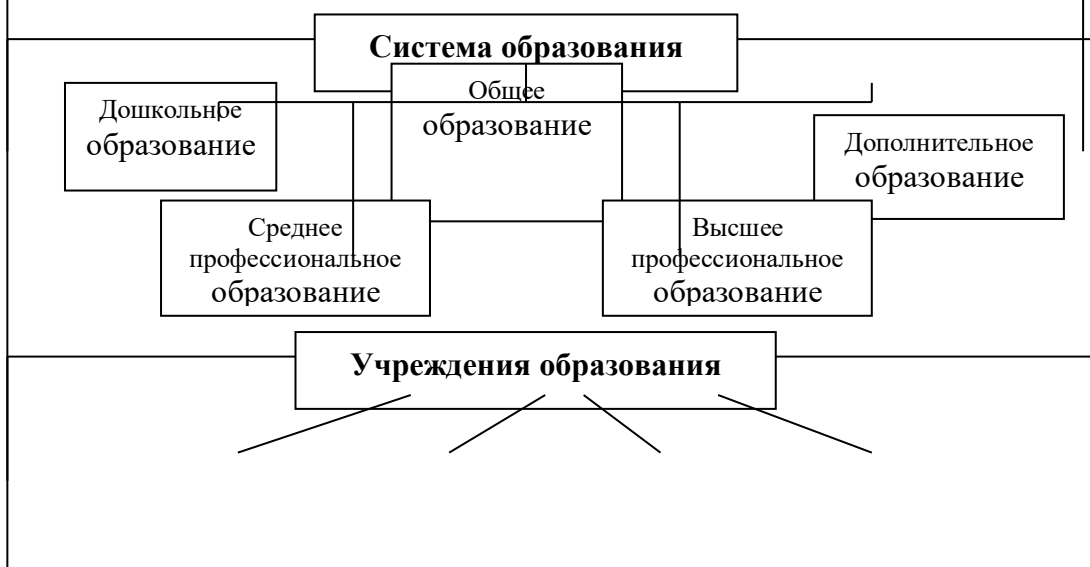 Система образования
Общее
образование
Дошкольное
образование
Дополнительное
образование
Среднее
профессиональное
образование
Высшее
профессиональное
образование
Учреждения образования